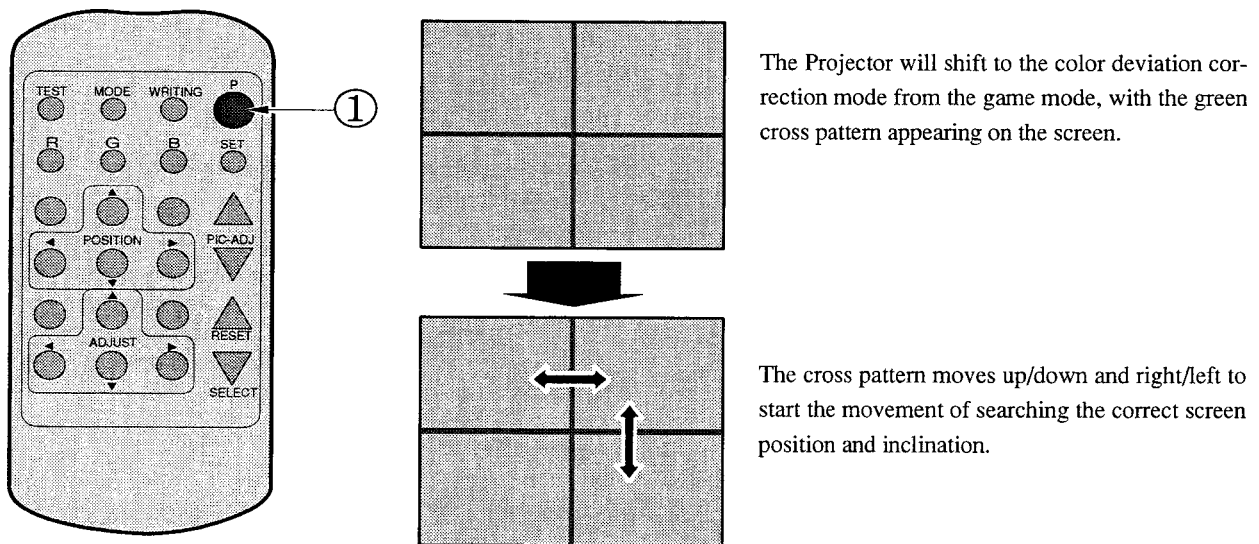 TEST MODE WRITING P
①
R G B SET
POSITION PIC-ADJ
RESET
ADJUST
SELECT
The Projector will shift to the color deviation cor-
rection mode from the game mode, with the green
cross pattern appearing on the screen.
The cross pattern moves up/down and right/left to
start the movement of searching the correct screen
position and inclination.